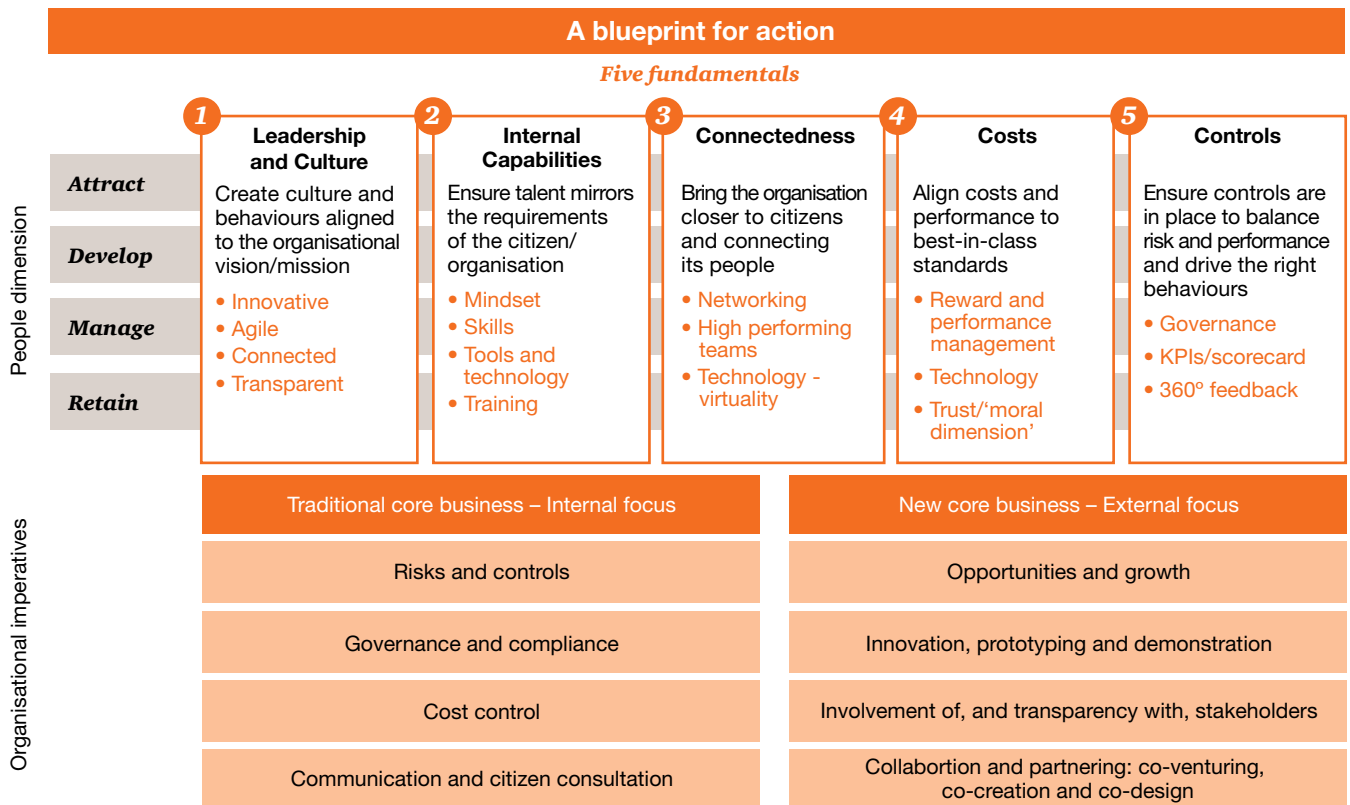 A blueprint for action
Five fundamentals
People dimension
Attract
Develop
Manage
Retain
1
Leadership
and Culture
Create culture and
behaviours aligned
to the organisational
vision/mission
• Innovative
• Agile
• Connected
• Transparent
2
Internal
Capabilities
Ensure talent mirrors
the requirements
of the citizen/
organisation
• Mindset
• Skills
• Tools and
technology
• Training
3
Connectedness
Bring the organisation
closer to citizens
and connecting
its people
• Networking
• High performing
teams
• Technology -
virtuality
4
Costs
Align costs and
performance to
best-in-class
standards
• Reward and
performance
management
• Technology
• Trust/‘moral
dimension’
5
Controls
Ensure controls are
in place to balance
risk and performance
and drive the right
behaviours
• Governance
• KPIs/scorecard
• 360º feedback
Organisational imperatives
Traditional core business – Internal focus
Risks and controls
Governance and compliance
Cost control
Communication and citizen consultation
New core business – External focus
Opportunities and growth
Innovation, prototyping and demonstration
Involvement of, and transparency with, stakeholders
Collabortion and partnering: co-venturing,
co-creation and co-design